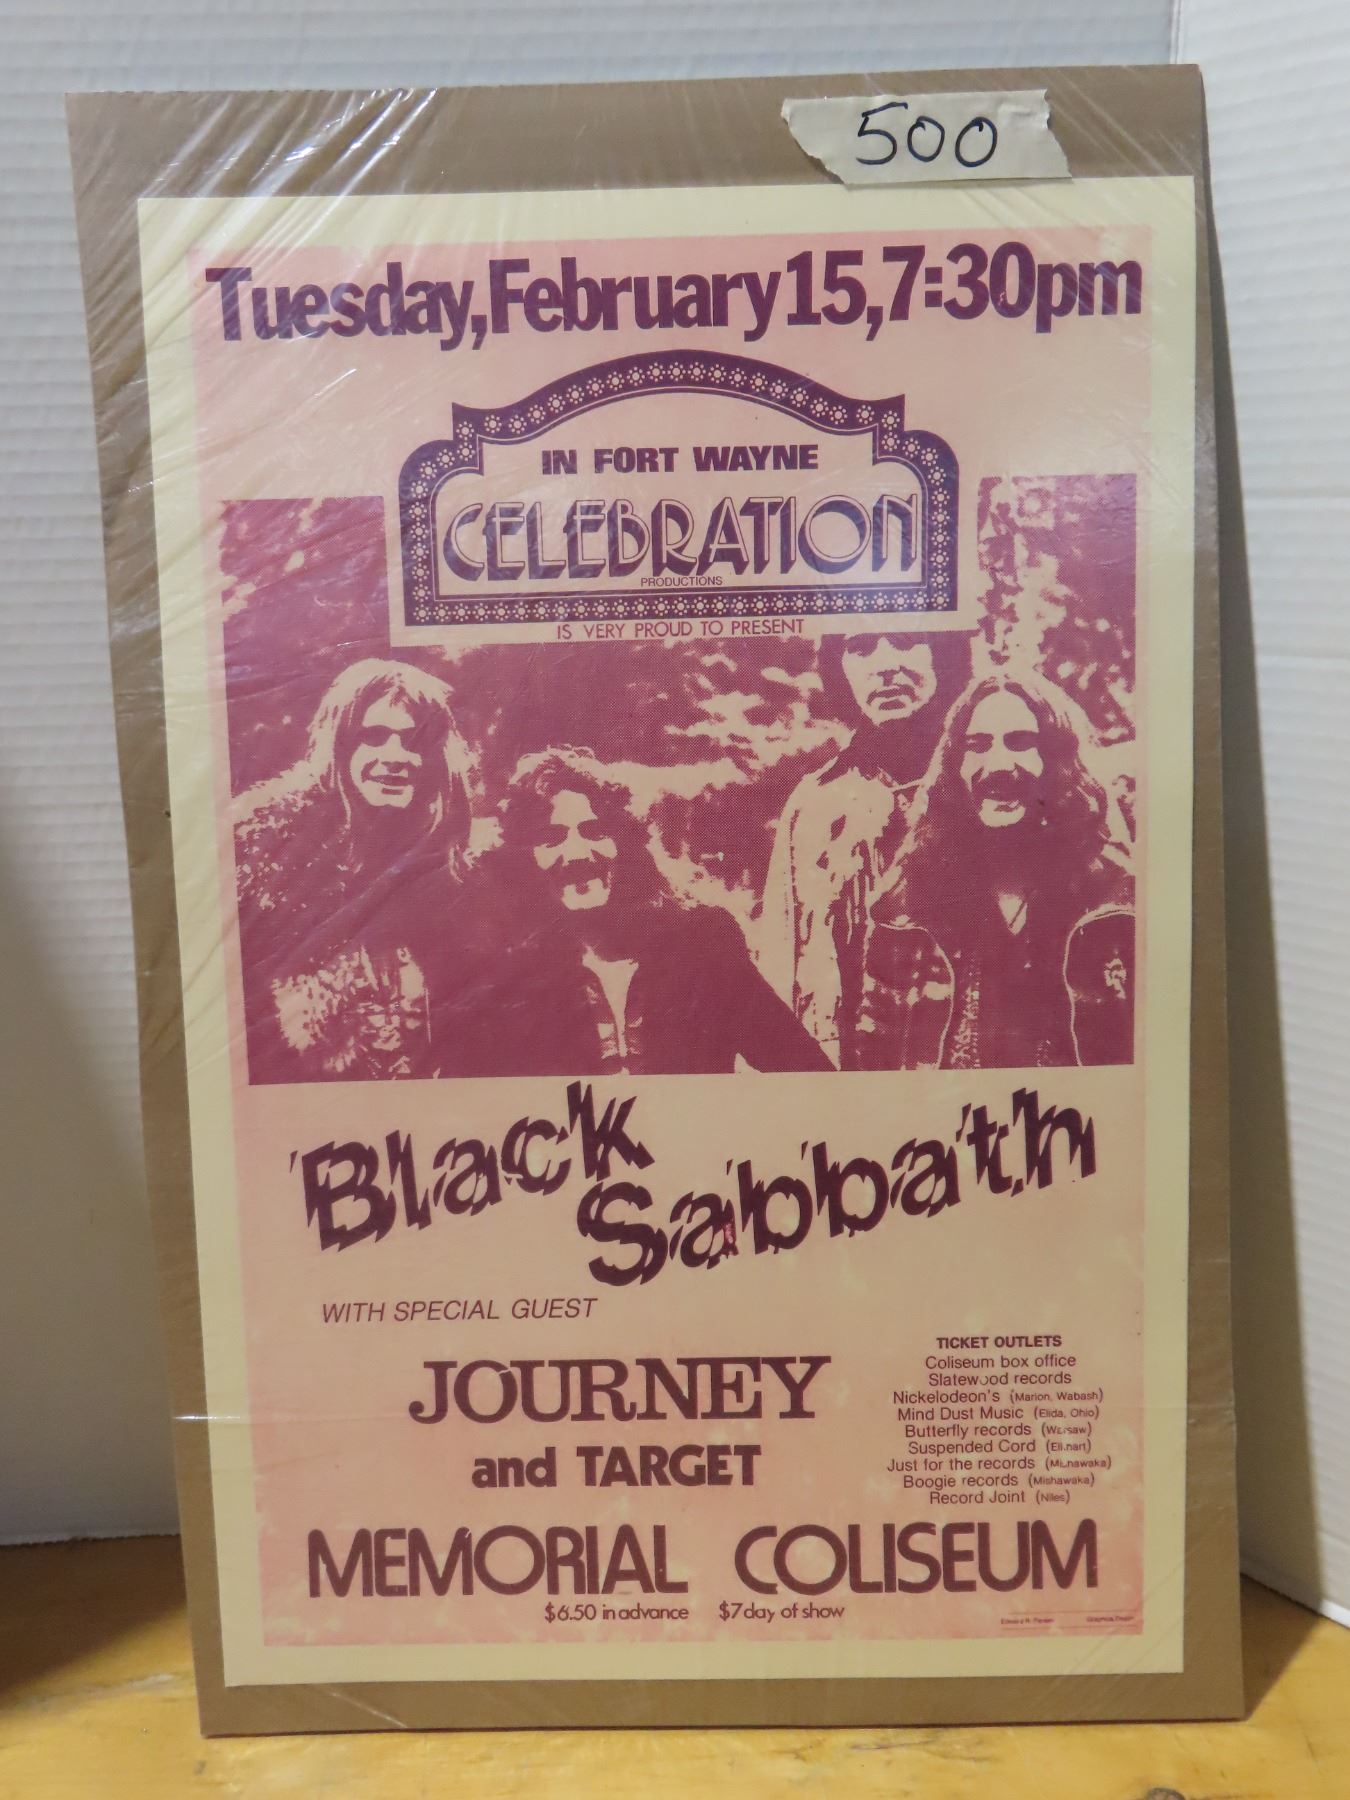 500
Tuesday, February 15, 7:30pm
IN FORT WAYNE
CELEBRATION
PRODUCTIONS
IS VERY PROUD TO PRESENT
Black
Sabbath
WITH SPECIAL GUEST
JOURNEY
and TARGET
TICKET OUTLETS
Coliseum box office
Slatewood records
Nickelodeon's (Marion, Wabash)
Mind Dust Music (Elida, Ohio)
Butterfly records (Warsaw)
Suspended Cord
Just for the records (Mishawaka)
Boogie records (Mishawaka)
Record Joint (Niles)
MEMORIAL COLISEUM
$6.50 in advance $7 day of show